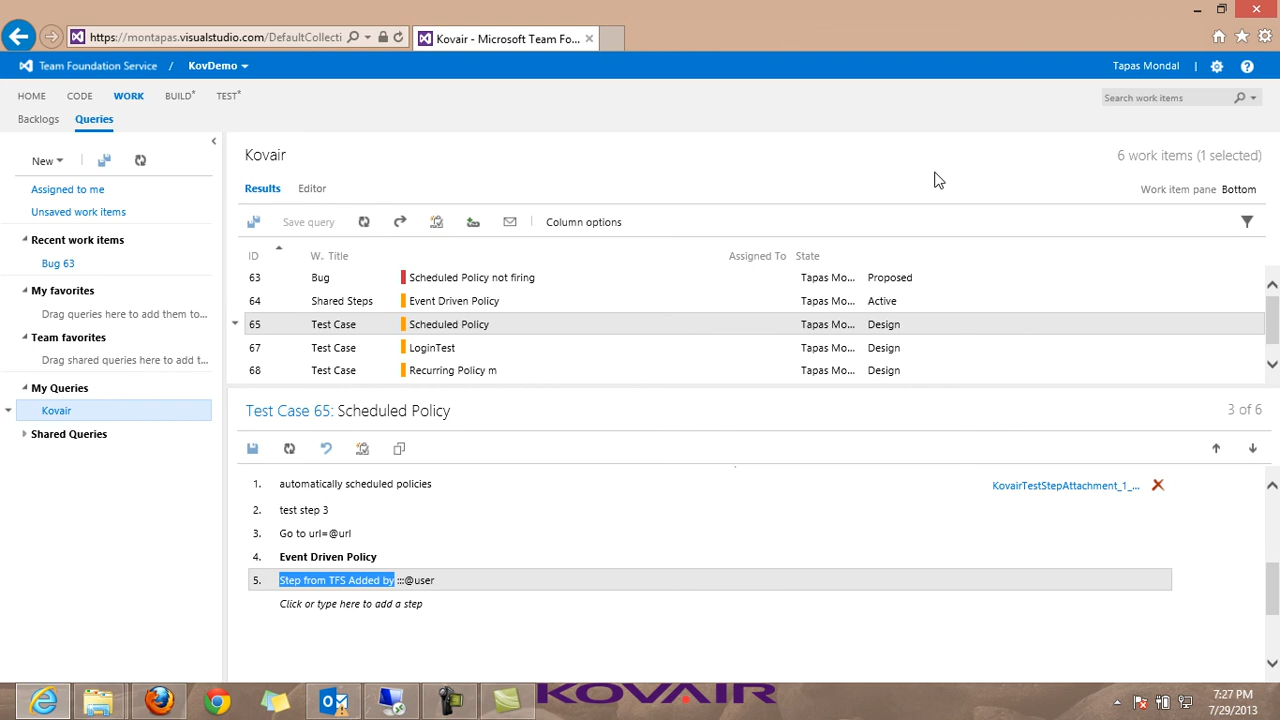 https://montapas.visualstudio.com/DefaultCollecti
Kovair - Microsoft Team Fo...
Team Foundation Service / KovDemo
Tapas Mondal
HOME CODE WORK BUILD* TEST*
Search work items
Backlogs Queries
New
Assigned to me
Unsaved work items
Recent work items
Bug 63
My favorites
Drag queries here to add them to...
Team favorites
Drag shared queries here to add t...
My Queries
Kovair
Shared Queries
Kovair
6 work items (1 selected)
Results Editor
Work item pane Bottom
Save query Column options
ID W.. Title Assigned To State
63 Bug Scheduled Policy not firing Tapas Mo... Proposed
64 Shared Steps Event Driven Policy Tapas Mo... Active
65 Test Case Scheduled Policy Tapas Mo... Design
67 Test Case LoginTest Tapas Mo... Design
68 Test Case Recurring Policy m Tapas Mo... Design
Test Case 65: Scheduled Policy
3 of 6
1. automatically scheduled policies KovairTestStepAttachment_1_...
2. test step 3
3. Go to url=@url
4. Event Driven Policy
5. Step from TFS Added by :::@user
Click or type here to add a step
KOVAIR
7:27 PM
7/29/2013